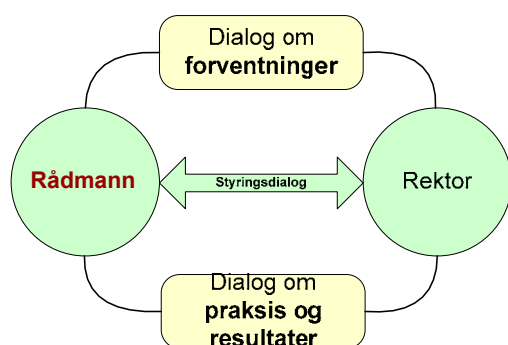 Dialog om
forventninger
Rådmann
Styringsdialog
Rektor
Dialog om
praksis og
resultater